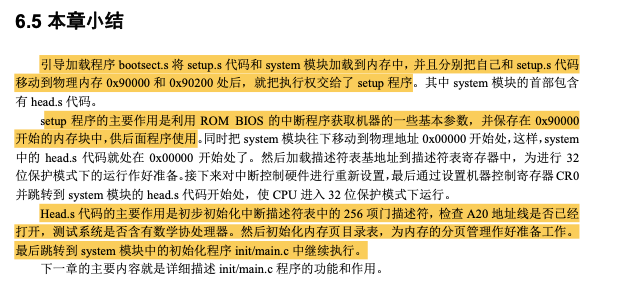 6.5 本章小结
引导加载程序 bootsect.s 将 setup.s 代码和 system 模块加载到内存中，并且分别把自己和 setup.s 代码
移动到物理内存 0x90000 和 0x90200 处后，就把执行权交给了 setup 程序。其中 system 模块的首部包含
有 head.s 代码。
setup 程序的主要作用是利用 ROM BIOS 的中断程序获取机器的一些基本参数，并保存在 0x90000
开始的内存块中，供后面程序使用。同时把 system 模块往下移动到物理地址 0x00000 开始处，这样，system
中的 head.s 代码就处在 0x00000 开始处了。然后加载描述符表基地址到描述符表寄存器中，为进行 32
位保护模式下的运行作好准备。接下来对中断控制硬件进行重新设置，最后通过设置机器控制寄存器 CR0
并跳转到 system 模块的 head.s 代码开始处，使 CPU 进入 32 位保护模式下运行。
Head.s 代码的主要作用是初步初始化中断描述符表中的 256 项门描述符，检查 A20 地址线是否已经
打开，测试系统是否含有数学协处理器。然后初始化内存页目录表，为内存的分页管理作好准备工作。
最后跳转到 system 模块中的初始化程序 init/main.c 中继续执行。
下一章的主要内容就是详细描述 init/main.c 程序的功能和作用。